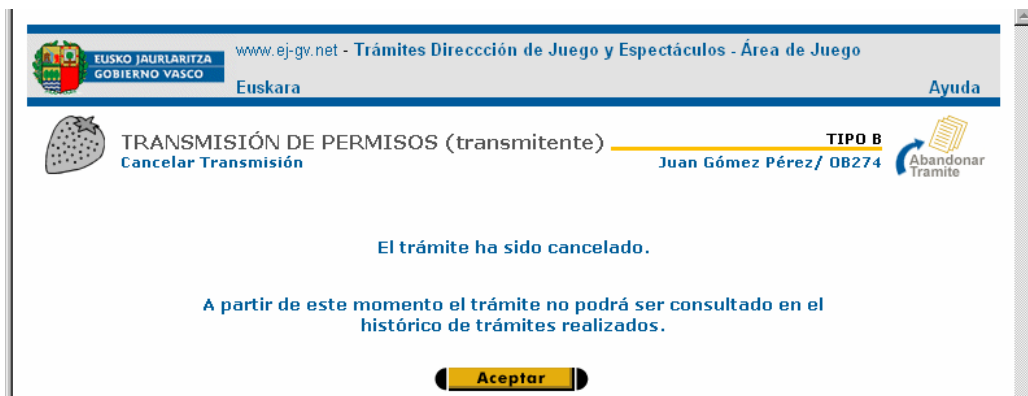 EUSKO JAURLARITZA
GOBIERNO VASCO
www.ej-gv.net - Trámites Direccción de Juego y Espectáculos - Área de Juego
Euskara
Ayuda
TRANSMISIÓN DE PERMISOS (transmitente)
TIPO B
Cancelar Transmisión
Juan Gómez Pérez/ OB274
Abandonar
Tramite
El trámite ha sido cancelado.
A partir de este momento el trámite no podrá ser consultado en el
histórico de trámites realizados.
Aceptar